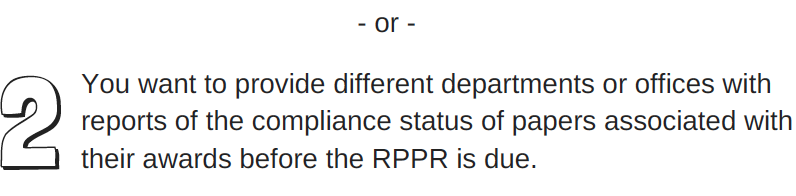 - or -
2
You want to provide different departments or offices with
reports of the compliance status of papers associated with
their awards before the RPPR is due.